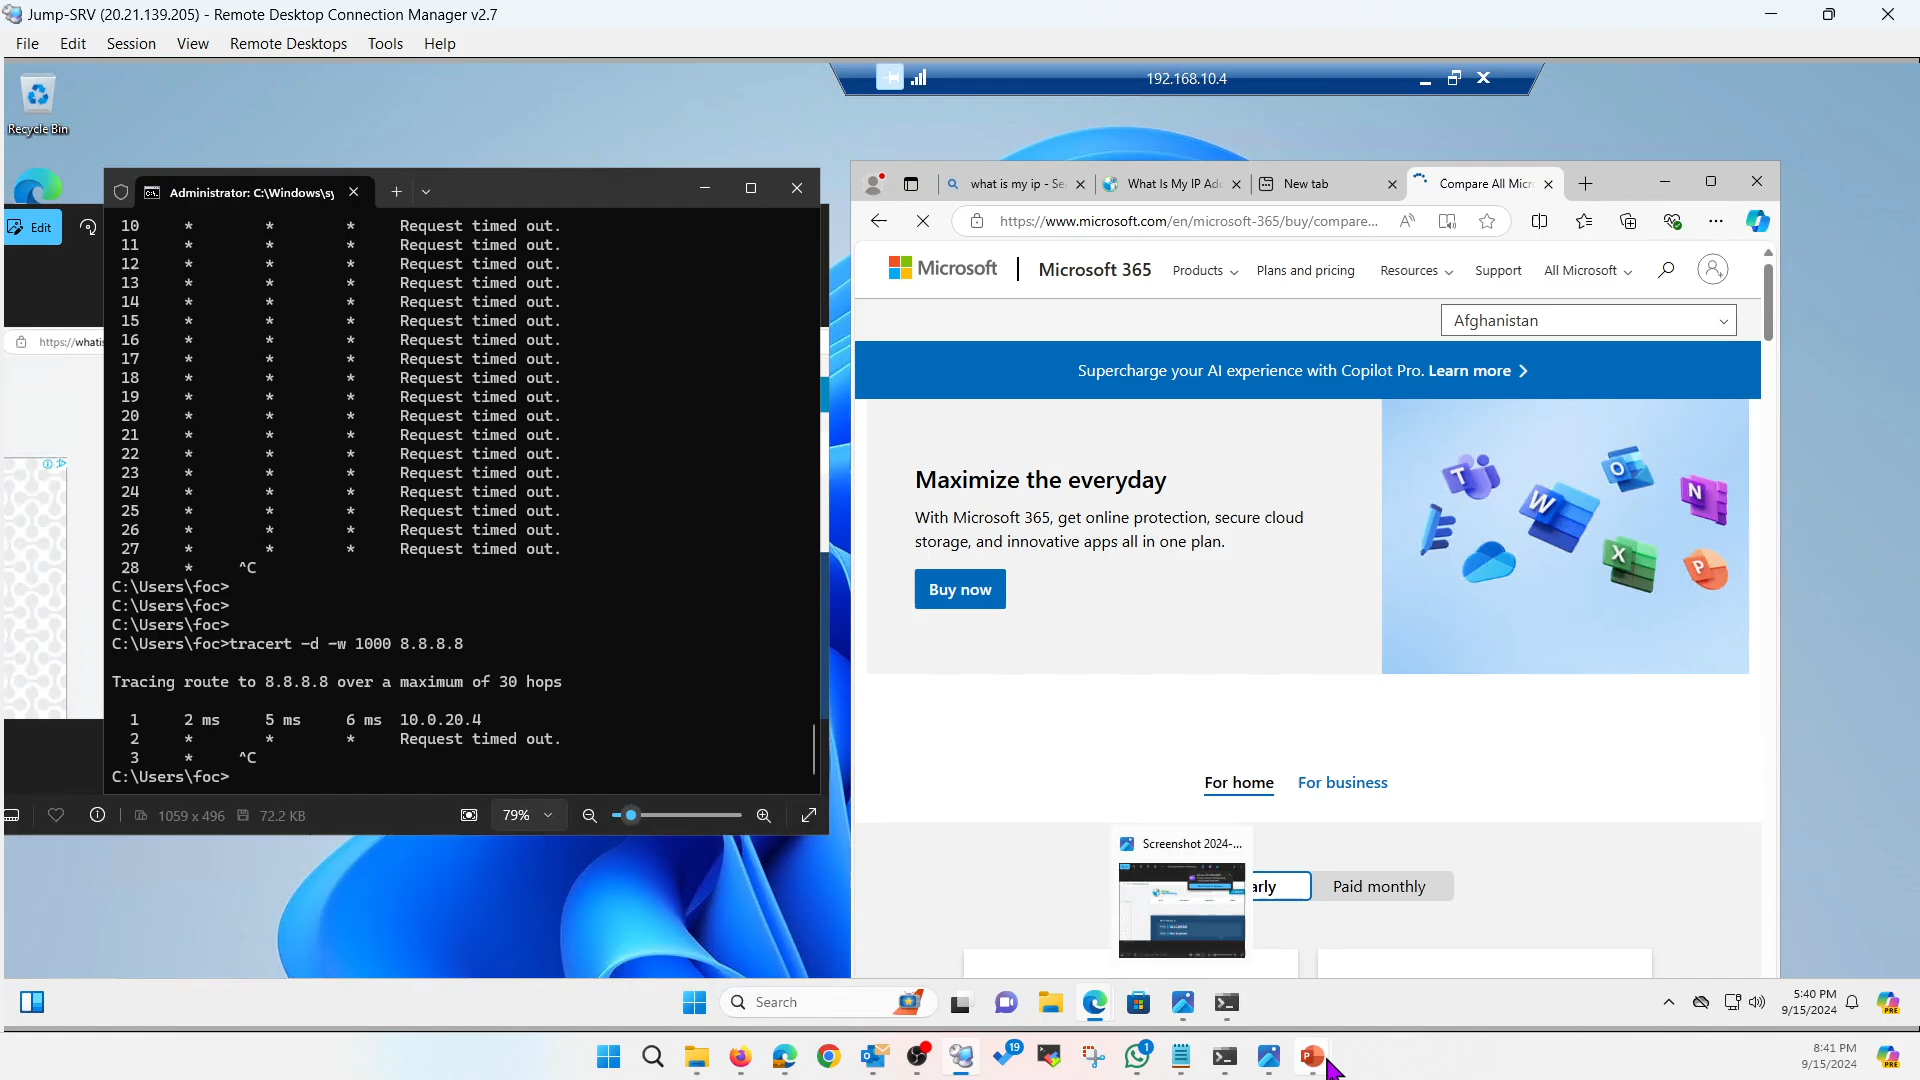 Jump-SRV (20.21.139.205) - Remote Desktop Connection Manager v2.7
File Edit Session View Remote Desktops Tools Help
192.168.10.4
Recycle Bin
Edit
https://whatis
Administrator: C:\Windows\sy
10 * * * Request timed out.
11 * * * Request timed out.
12 * * * Request timed out.
13 * * * Request timed out.
14 * * * Request timed out.
15 * * * Request timed out.
16 * * * Request timed out.
17 * * * Request timed out.
18 * * * Request timed out.
19 * * * Request timed out.
20 * * * Request timed out.
21 * * * Request timed out.
22 * * * Request timed out.
23 * * * Request timed out.
24 * * * Request timed out.
25 * * * Request timed out.
26 * * * Request timed out.
27 * * * Request timed out.
28 * ^C
C:\Users\foc>
C:\Users\foc>
C:\Users\foc>
C:\Users\foc>tracert -d -w 1000 8.8.8.8
Tracing route to 8.8.8.8 over a maximum of 30 hops
1 2 ms 5 ms 6 ms 10.0.20.4
2 * * * Request timed out.
3 * ^C
C:\Users\foc>
1059 x 496 72.2 KB 79%
what is my ip - Se What Is My IP Ad New tab Compare All Micr
https://www.microsoft.com/en/microsoft-365/buy/compare...
Microsoft Microsoft 365 Products Plans and pricing Resources Support All Microsoft
Afghanistan
Supercharge your AI experience with Copilot Pro. Learn more
Maximize the everyday
With Microsoft 365, get online protection, secure cloud
storage, and innovative apps all in one plan.
Buy now
T W O N X P
For home For business
Screenshot 2024-...
arly Paid monthly
Search
5:40 PM
9/15/2024
PRE
19
1
P
8:41 PM
9/15/2024
PRE